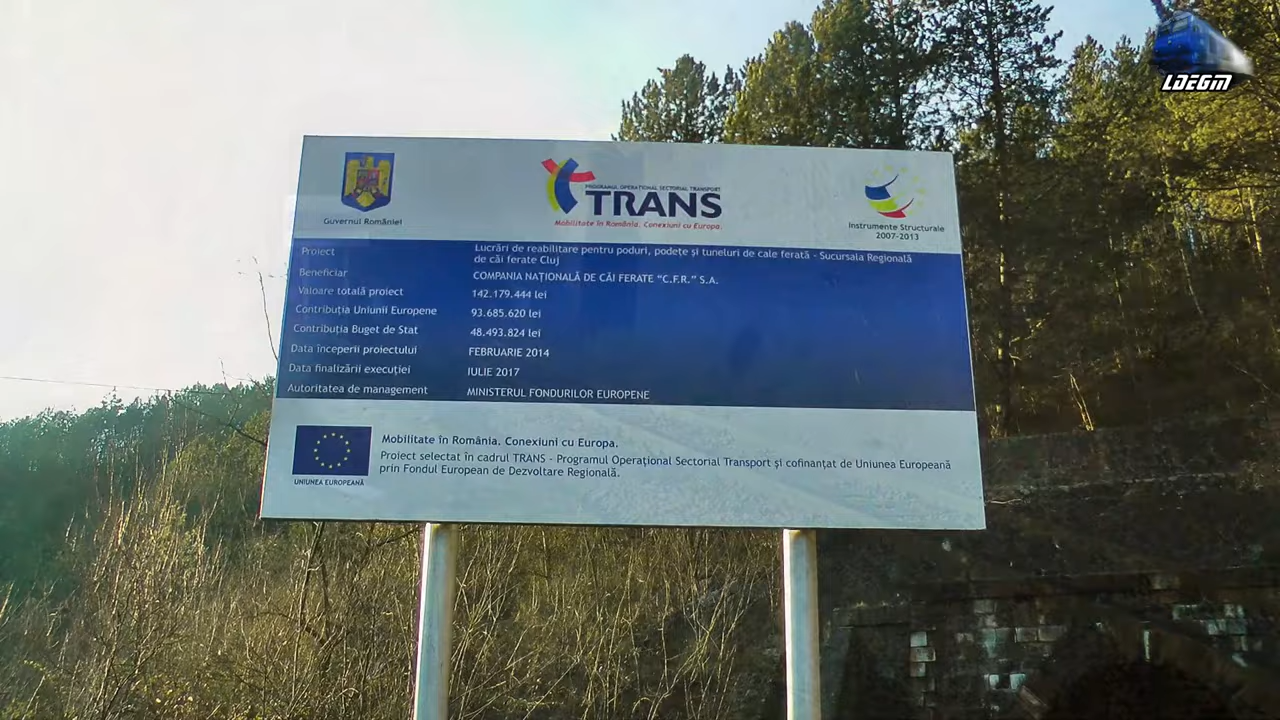 LDEGM
Guvernul României
PROGRAMUL OPERAȚIONAL SECTORIAL TRANSPORT
TRANS
Mobilitate în România. Conexiuni cu Europa.
Instrumente Structurale
2007-2013
Proiect Lucrări de reabilitare pentru poduri, podețe și tuneluri de cale ferată - Sucursala Regională
de căi ferate Cluj
Beneficiar COMPANIA NAȚIONALĂ DE CĂI FERATE “C.F.R.” S.A.
Valoare totală proiect 142.179.444 lei
Contribuția Uniunii Europene 93.685.620 lei
Contribuția Buget de Stat 48.493.824 lei
Data începerii proiectului FEBRUARIE 2014
Data finalizării execuției IULIE 2017
Autoritatea de management MINISTERUL FONDURILOR EUROPENE
UNIUNEA EUROPEANĂ
Mobilitate în România. Conexiuni cu Europa.
Proiect selectat în cadrul TRANS - Programul Operațional Sectorial Transport și cofinanțat de Uniunea Europeană
prin Fondul European de Dezvoltare Regională.